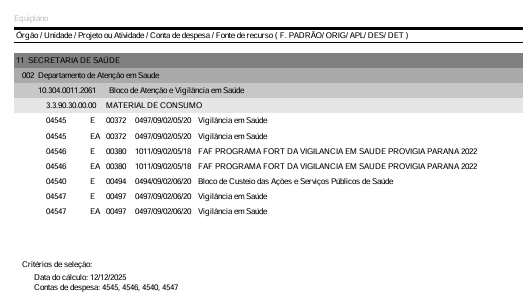 Equiplano
Órgão / Unidade / Projeto ou Atividade / Conta de despesa / Fonte de recurso ( F. PADRÃO/ ORIG/ APL/ DES/ DET )
11 SECRETARIA DE SAÚDE
002 Departamento de Atenção em Saúde
10.304.0011.2061 Bloco de Atenção e Vigilância em Saúde
3.3.90.30.00.00 MATERIAL DE CONSUMO
04545 E 00372 0497/09/02/05/20 Vigilância em Saúde
04545 EA 00372 0497/09/02/05/20 Vigilância em Saúde
04546 E 00380 1011/09/02/05/18 FAF PROGRAMA FORT DA VIGILANCIA EM SAUDE PROVIGIA PARANA 2022
04546 EA 00380 1011/09/02/05/18 FAF PROGRAMA FORT DA VIGILANCIA EM SAUDE PROVIGIA PARANA 2022
04540 E 00494 0494/09/02/06/20 Bloco de Custeio das Ações e Serviços Públicos de Saúde
04547 E 00497 0497/09/02/06/20 Vigilância em Saúde
04547 EA 00497 0497/09/02/06/20 Vigilância em Saúde
Critérios de seleção:
Data do cálculo: 12/12/2025
Contas de despesa: 4545, 4546, 4540, 4547